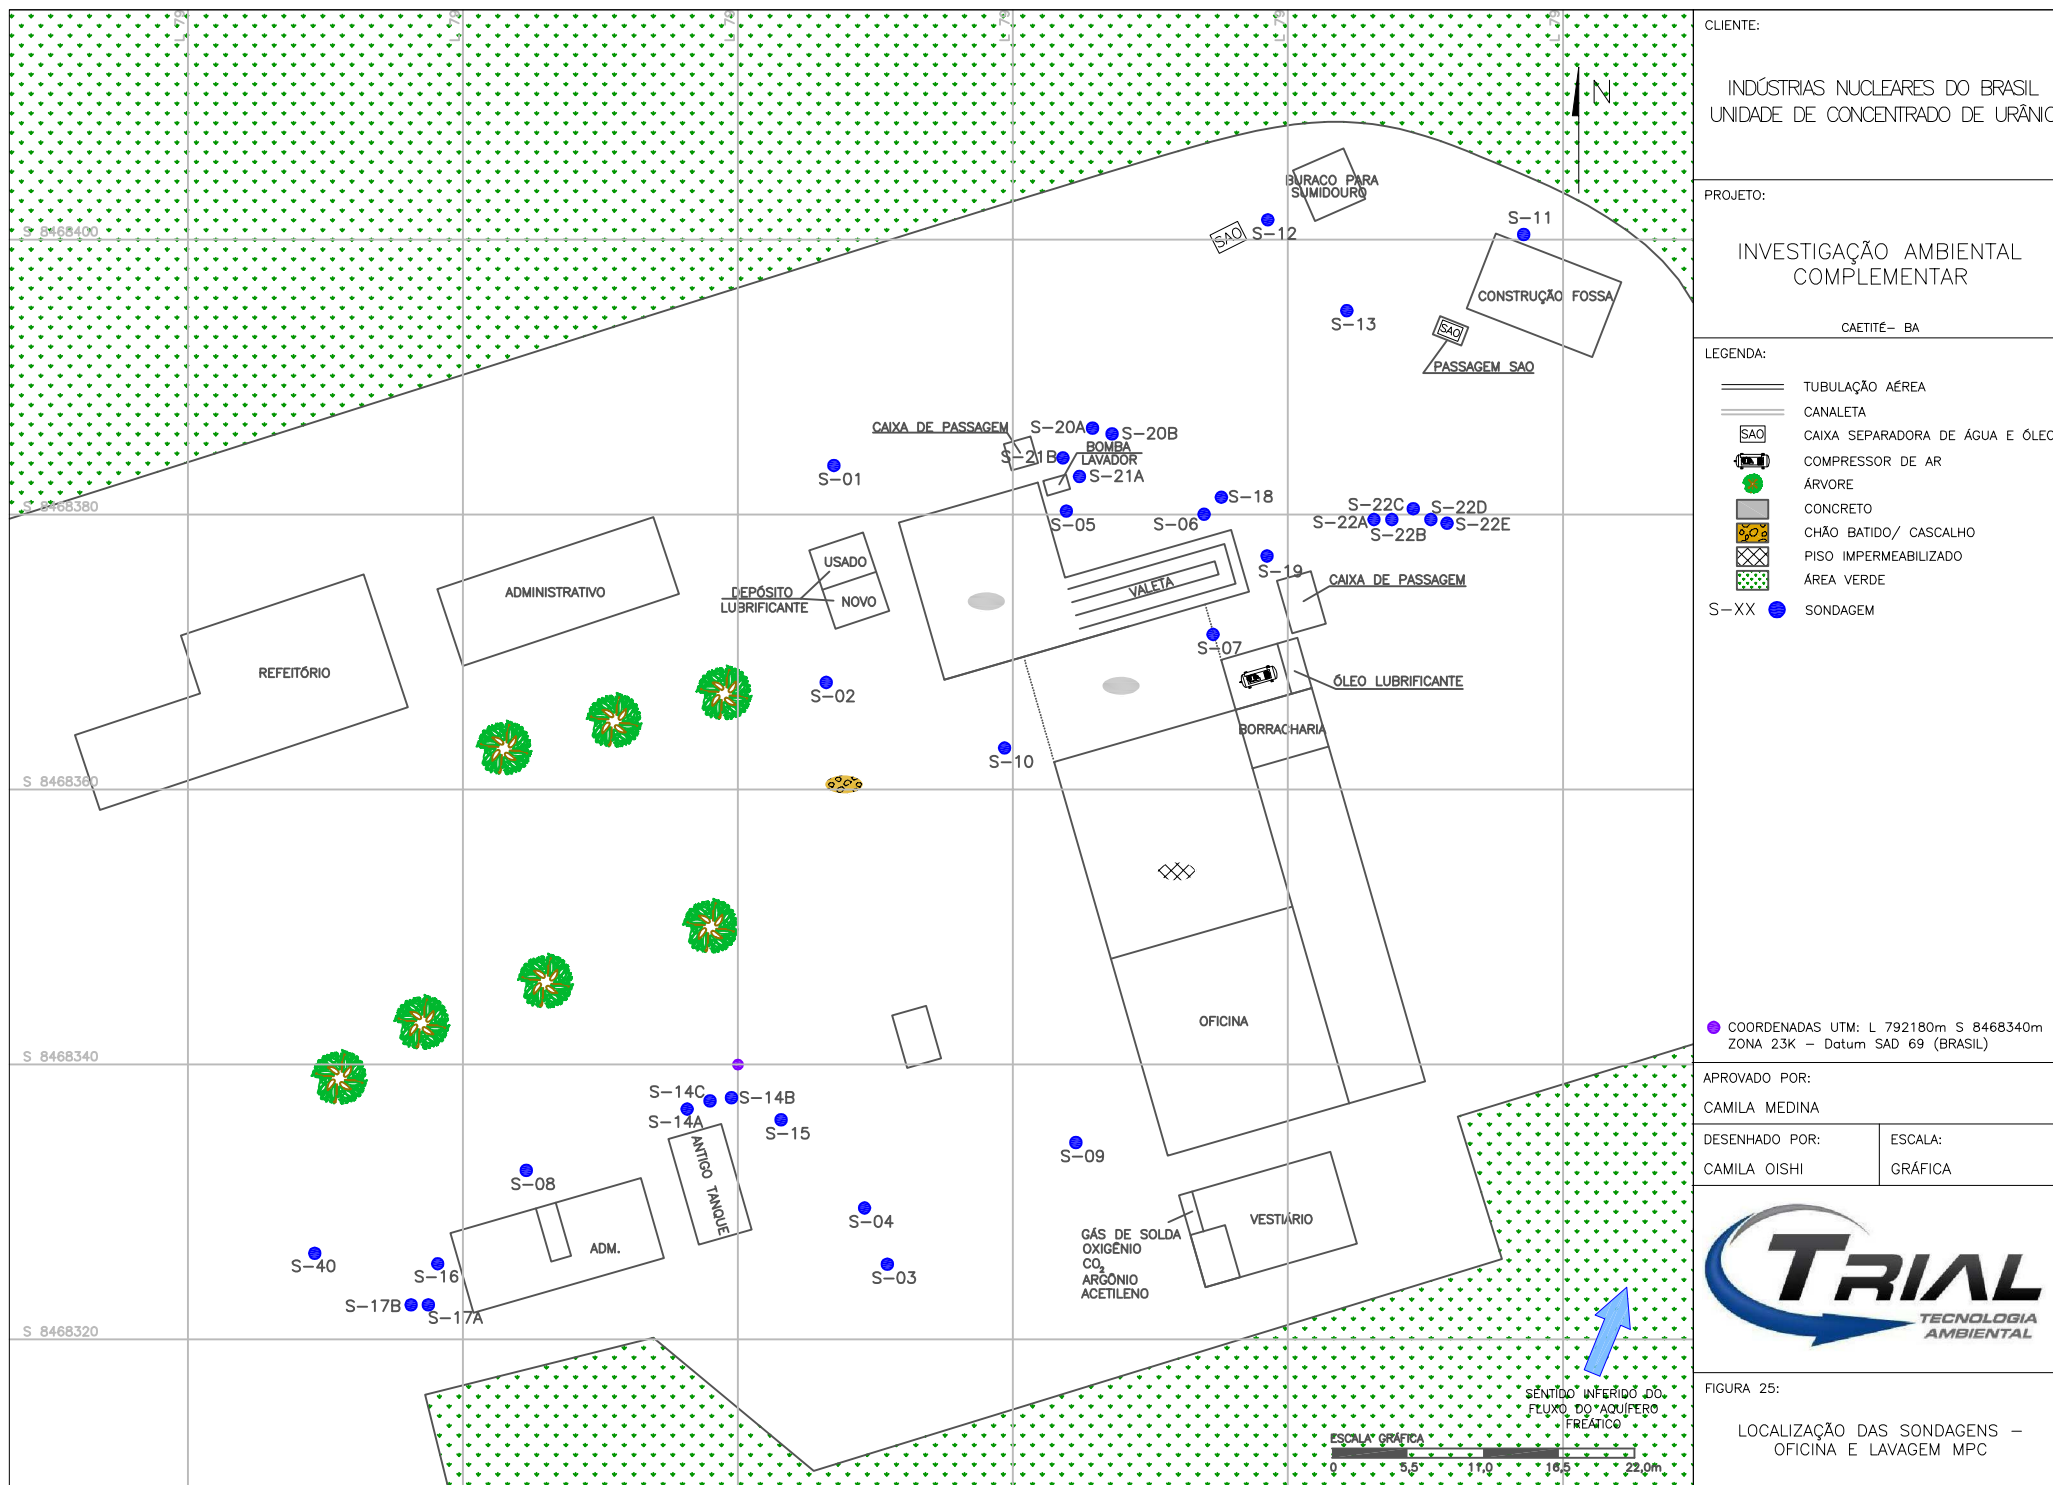 L 79
L 79
L 79
L 79
L 79
L 79
S 8468400
S 8468380
S 8468360
S 8468340
S 8468320
N
BURACO PARA
SUMIDOURO
SAO
S-12
S-11
CONSTRUÇÃO FOSSA
S-13
SAO
PASSAGEM SAO
CAIXA DE PASSAGEM
S-20A
S-20B
BOMBA
LAVADOR
S-21B
S-21A
S-01
S-05
S-18
S-06
S-22C
S-22D
S-22A
S-22B
S-22E
S-19
CAIXA DE PASSAGEM
VALETA
USADO
NOVO
DEPÓSITO
LUBRIFICANTE
ADMINISTRATIVO
REFEITÓRIO
S-07
S-02
ÓLEO LUBRIFICANTE
BORRACHARIA
S-10
OFICINA
S-14C
S-14B
S-14A
S-15
ANTIGO TANQUE
S-09
S-08
S-04
ADM.
S-40
S-16
S-03
S-17B
S-17A
VESTIÁRIO
GÁS DE SOLDA
OXIGÊNIO
CO2
ARGÔNIO
ACETILENO
SENTIDO INFERIDO DO
FLUXO DO AQUÍFERO
FREÁTICO
ESCALA GRÁFICA
0 5,5 11,0 16,5 22,0m
CLIENTE:
INDÚSTRIAS NUCLEARES DO BRASIL
UNIDADE DE CONCENTRADO DE URÂNIO
PROJETO:
INVESTIGAÇÃO AMBIENTAL
COMPLEMENTAR
CAETITÉ- BA
LEGENDA:
TUBULAÇÃO AÉREA
CANALETA
SAO CAIXA SEPARADORA DE ÁGUA E ÓLEO
COMPRESSOR DE AR
ÁRVORE
CONCRETO
CHÃO BATIDO/ CASCALHO
PISO IMPERMEABILIZADO
ÁREA VERDE
S-XX SONDAGEM
COORDENADAS UTM: L 792180m S 8468340m
ZONA 23K - Datum SAD 69 (BRASIL)
APROVADO POR:
CAMILA MEDINA
DESENHADO POR:
CAMILA OISHI
ESCALA:
GRÁFICA
TRIAL
TECNOLOGIA
AMBIENTAL
FIGURA 25:
LOCALIZAÇÃO DAS SONDAGENS -
OFICINA E LAVAGEM MPC